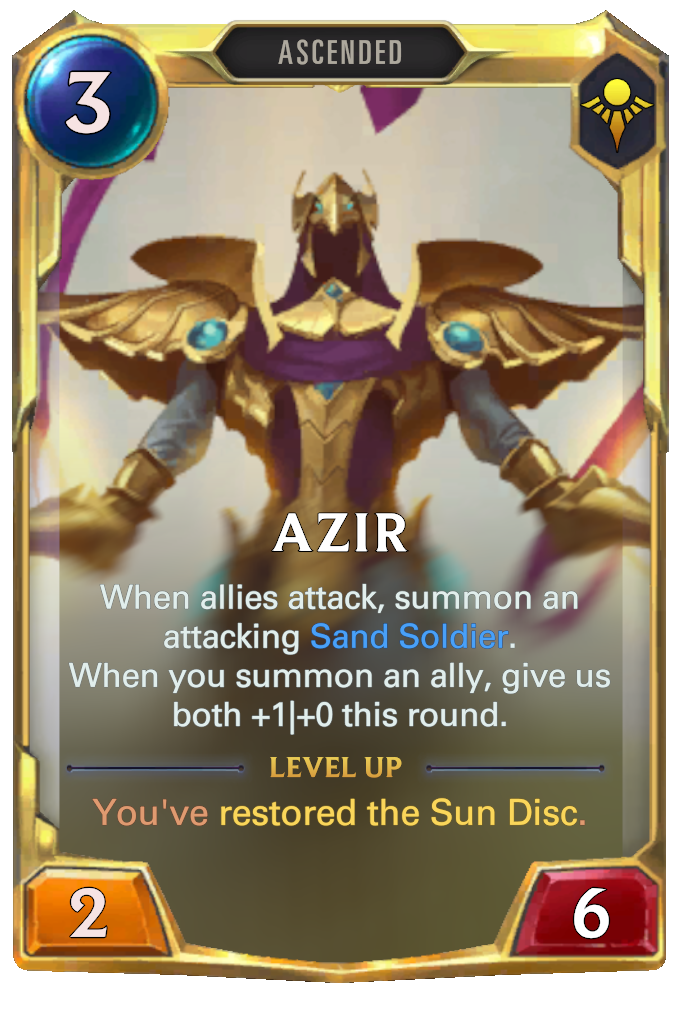 ASCENDED
3
AZIR
When allies attack, summon an
attacking Sand Soldier.
When you summon an ally, give us
both +1|+0 this round.
LEVEL UP
You've restored the Sun Disc.
2
6